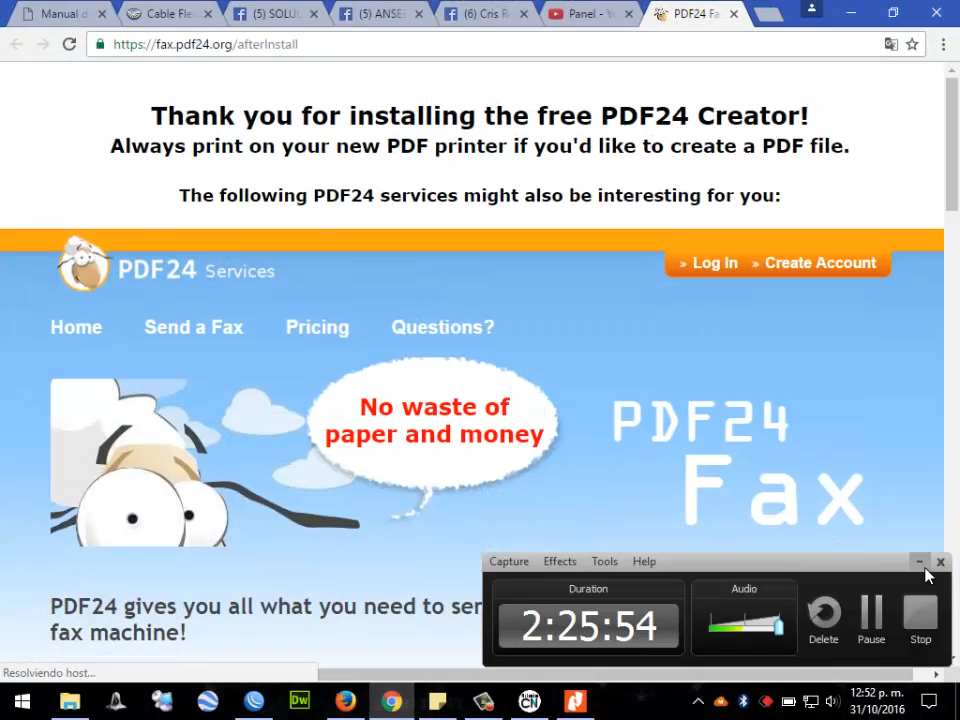 Manual d
Cable Fle
(5) SOLU
(5) ANSE
(6) Cris R
Panel - Y
PDF24 Fa
https://fax.pdf24.org/afterInstall
Thank you for installing the free PDF24 Creator!
Always print on your new PDF printer if you'd like to create a PDF file.
The following PDF24 services might also be interesting for you:
PDF24 Services
» Log In » Create Account
Home Send a Fax Pricing Questions?
No waste of
paper and money
PDF24
Fax
PDF24 gives you all what you need to ser
fax machine!
Capture Effects Tools Help
Duration
2:25:54
Audio
Delete Pause Stop
Resolviendo host...
Dw
CN
12:52 p. m.
31/10/2016